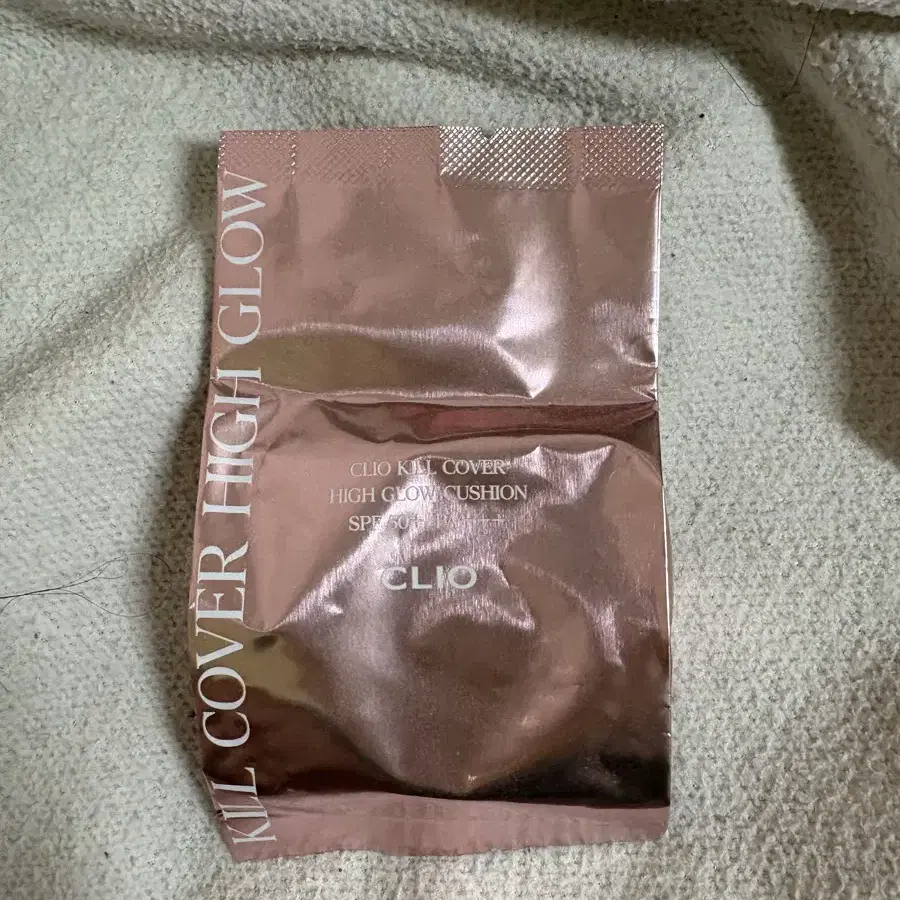 KILL COVER HIGH GLOW
CLIO KILL COVER
HIGH GLOW CUSHION
SPF 50+ PA++++
CLIO